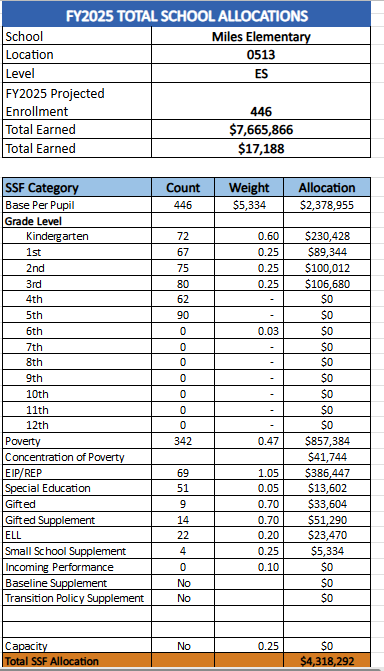 FY2025 TOTAL SCHOOL ALLOCATIONS
School Miles Elementary
Location 0513
Level ES
FY2025 Projected
Enrollment 446
Total Earned $7,665,866
Total Earned $17,188
SSF Category Count Weight Allocation
Base Per Pupil 446 $5,334 $2,378,955
Grade Level
Kindergarten 72 0.60 $230,428
1st 67 0.25 $89,344
2nd 75 0.25 $100,012
3rd 80 0.25 $106,680
4th 62 - $0
5th 90 - $0
6th 0 0.03 $0
7th 0 - $0
8th 0 - $0
9th 0 - $0
10th 0 - $0
11th 0 - $0
12th 0 - $0
Poverty 342 0.47 $857,384
Concentration of Poverty $41,744
EIP/REP 69 1.05 $386,447
Special Education 51 0.05 $13,602
Gifted 9 0.70 $33,604
Gifted Supplement 14 0.70 $51,290
ELL 22 0.20 $23,470
Small School Supplement 4 0.25 $5,334
Incoming Performance 0 0.10 $0
Baseline Supplement No $0
Transition Policy Supplement No $0
Capacity No 0.25 $0
Total SSF Allocation $4,318,292